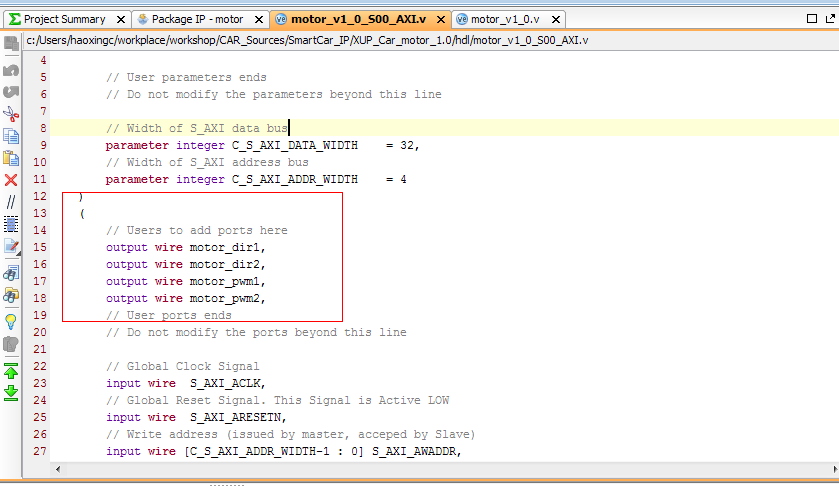 Project Summary Package IP - motor motor_v1_0_S00_AXI.v motor_v1_0.v
c:/Users/haoxingc/workplace/workshop/CAR_Sources/SmartCar_IP/XUP_Car_motor_1.0/hdl/motor_v1_0_S00_AXI.v
4
5 // User parameters ends
6 // Do not modify the parameters beyond this line
7
8 // Width of S_AXI data bus
9 parameter integer C_S_AXI_DATA_WIDTH = 32,
10 // Width of S_AXI address bus
11 parameter integer C_S_AXI_ADDR_WIDTH = 4
12 )
13 (
14 // Users to add ports here
15 output wire motor_dir1,
16 output wire motor_dir2,
17 output wire motor_pwm1,
18 output wire motor_pwm2,
19 // User ports ends
20 // Do not modify the ports beyond this line
21
22 // Global Clock Signal
23 input wire S_AXI_ACLK,
24 // Global Reset Signal. This Signal is Active LOW
25 input wire S_AXI_ARESETN,
26 // Write address (issued by master, acceped by Slave)
27 input wire [C_S_AXI_ADDR_WIDTH-1 : 0] S_AXI_AWADDR,